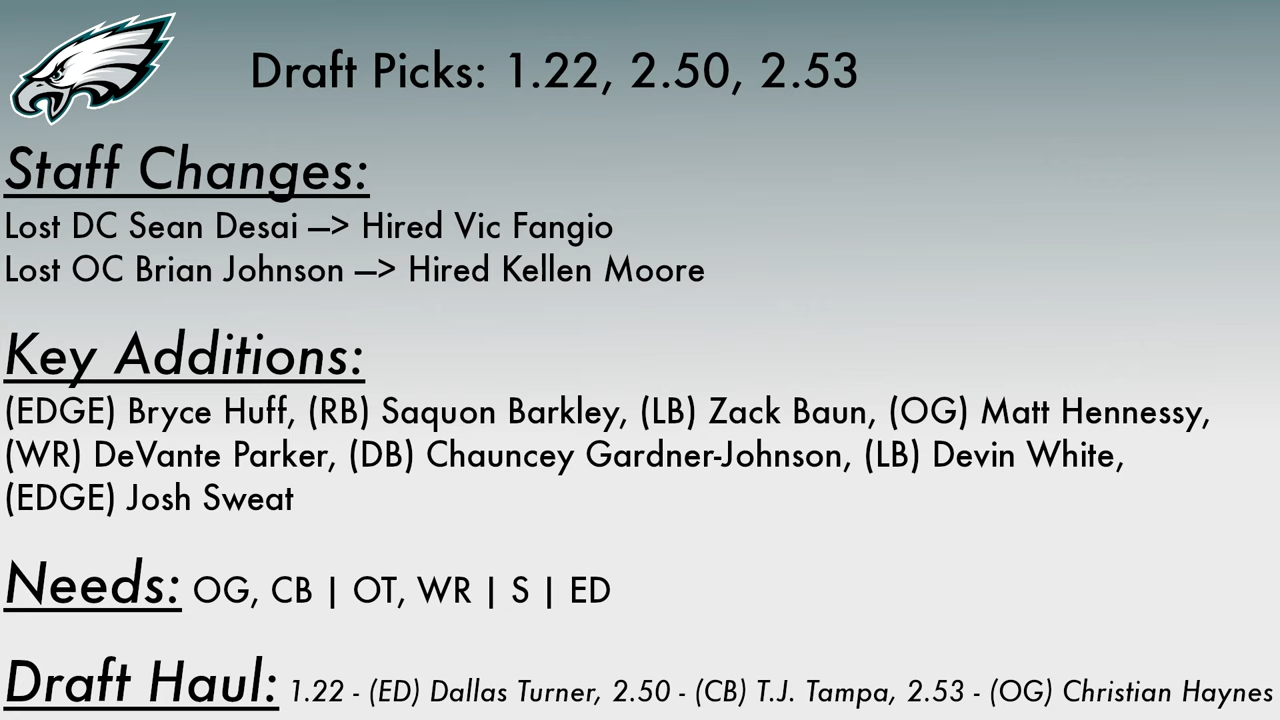 Draft Picks: 1.22, 2.50, 2.53
Staff Changes:
Lost DC Sean Desai —> Hired Vic Fangio
Lost OC Brian Johnson —> Hired Kellen Moore
Key Additions:
(EDGE) Bryce Huff, (RB) Saquon Barkley, (LB) Zack Baun, (OG) Matt Hennessy,
(WR) DeVante Parker, (DB) Chauncey Gardner-Johnson, (LB) Devin White,
(EDGE) Josh Sweat
Needs: OG, CB | OT, WR | S | ED
Draft Haul: 1.22 - (ED) Dallas Turner, 2.50 - (CB) T.J. Tampa, 2.53 - (OG) Christian Haynes